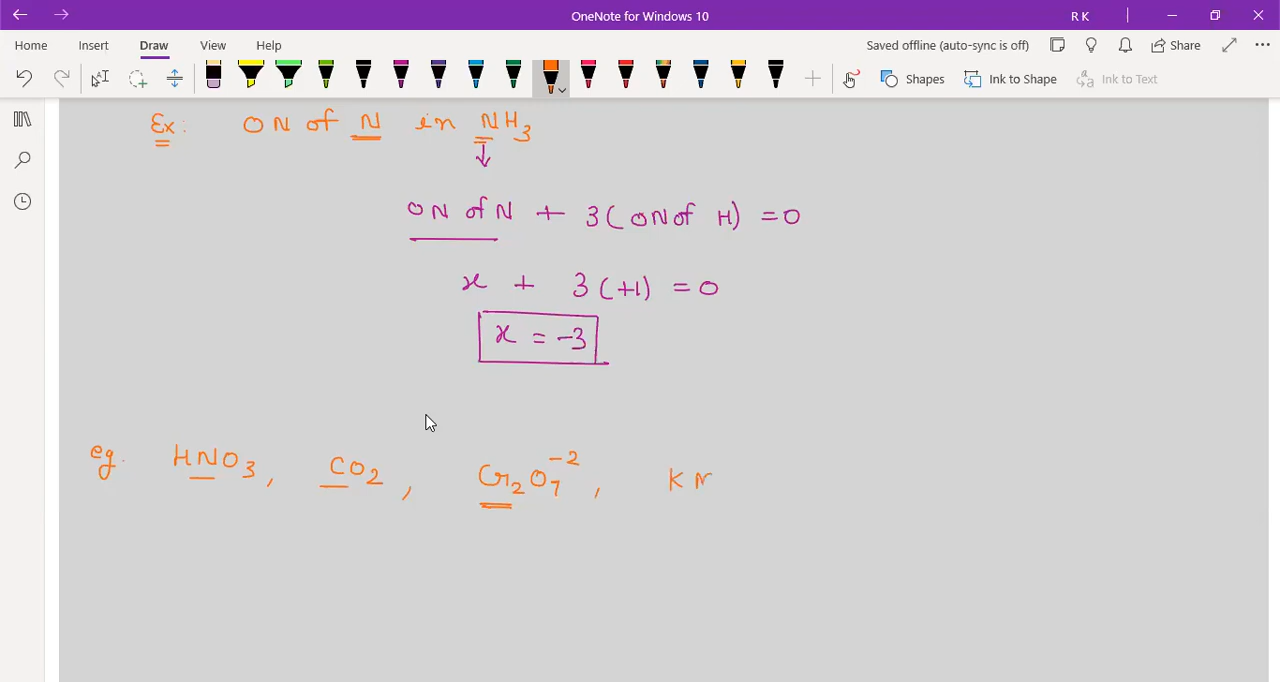 OneNote for Windows 10
R K
Home Insert Draw View Help
Saved offline (auto-sync is off)
Share
Shapes
Ink to Shape
Ink to Text
Ex: ON of N in NH3
ON of N + 3(ON of H) = 0
x + 3(+1) = 0
x = -3
eg. HNO3, CO2, Cr2O7^-2, KM